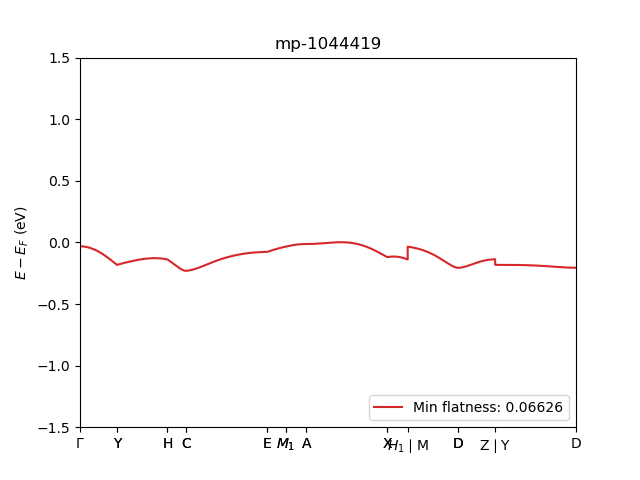 mp-1044419
E − E_F (eV)
1.5
1.0
0.5
0.0
−0.5
−1.0
−1.5
Min flatness: 0.06626
Γ Y H C E M_1 A X H_1 | M D Z | Y D